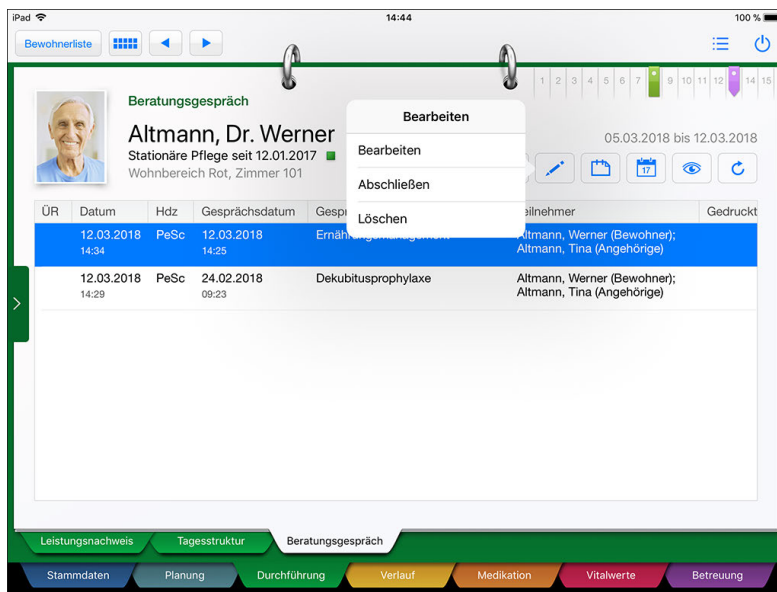 iPad 14:44 100 %
Bewohnerliste
1 2 3 4 5 6 7 9 10 11 12 14 15
Beratungsgespräch
Altmann, Dr. Werner
Stationäre Pflege seit 12.01.2017
Wohnbereich Rot, Zimmer 101
05.03.2018 bis 12.03.2018
17
Bearbeiten
Bearbeiten
Abschließen
Löschen
ÜR Datum Hdz Gesprächsdatum Gedruckt
12.03.2018 PeSc 12.03.2018 Altmann, Werner (Bewohner);
14:34 14:25 Altmann, Tina (Angehörige)
12.03.2018 PeSc 24.02.2018 Dekubitusprophylaxe Altmann, Werner (Bewohner);
14:29 09:23 Altmann, Tina (Angehörige)
Leistungsnachweis Tagesstruktur Beratungsgespräch
Stammdaten Planung Durchführung Verlauf Medikation Vitalwerte Betreuung